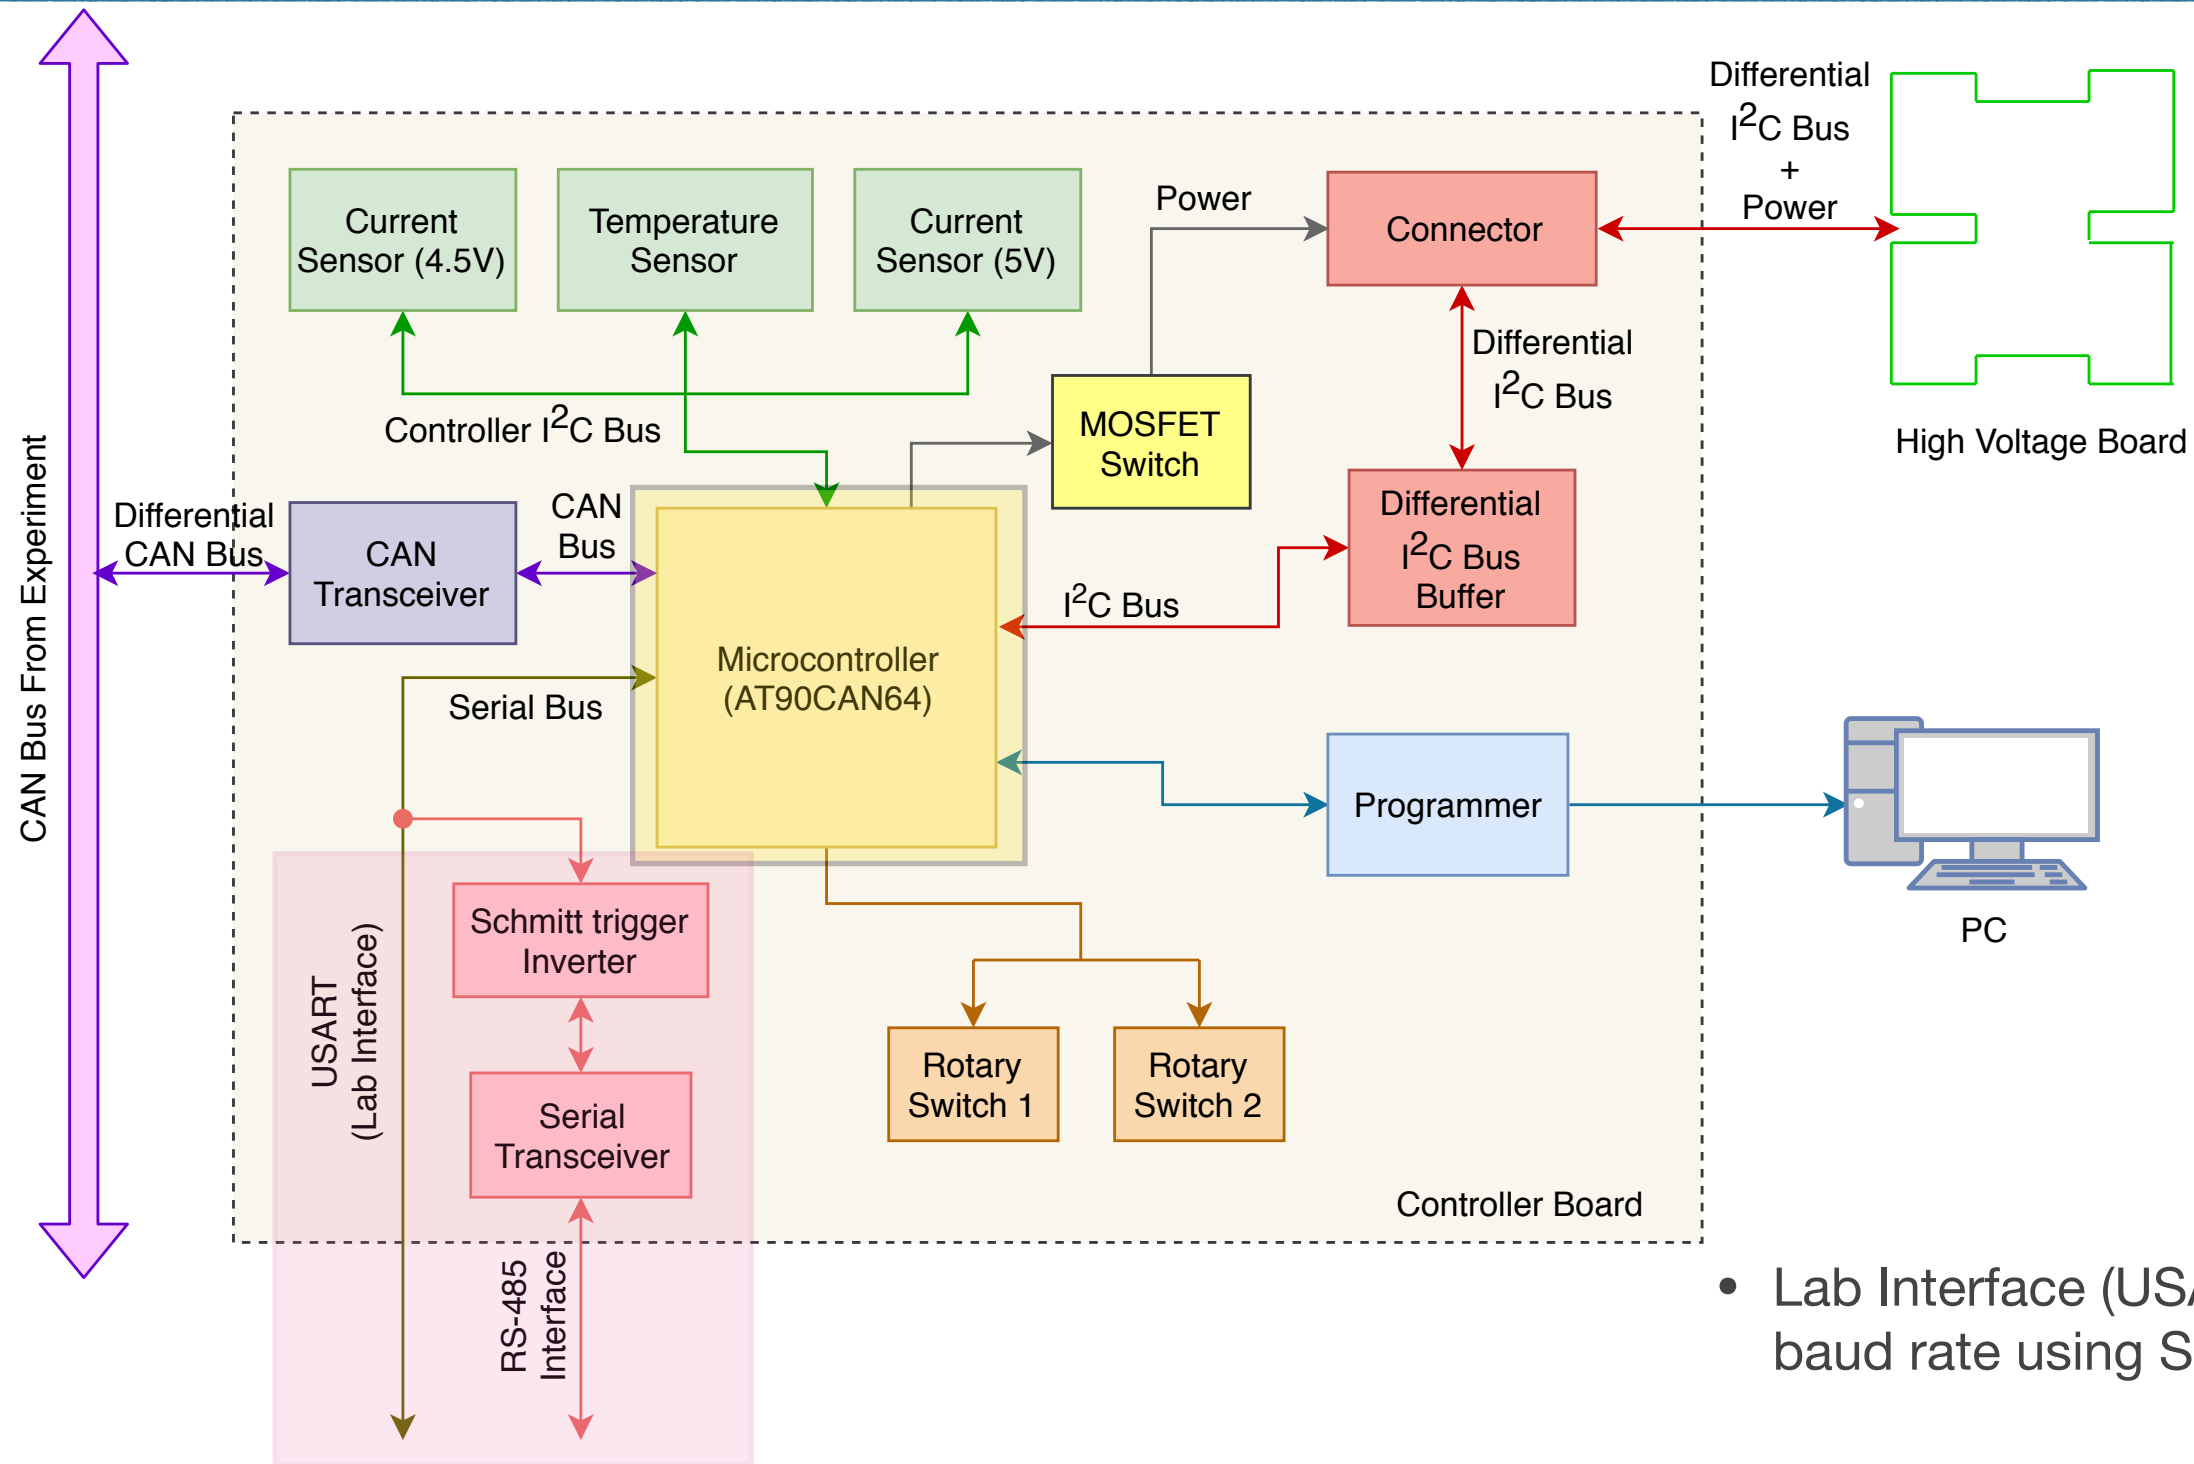 Differential
I²C Bus
+
Power
Current
Sensor (4.5V)
Temperature
Sensor
Current
Sensor (5V)
Power
Connector
Differential
I²C Bus
Controller I²C Bus
MOSFET
Switch
High Voltage Board
CAN Bus From Experiment
Differential
CAN Bus
CAN
Transceiver
CAN
Bus
Differential
I²C Bus
Buffer
I²C Bus
Microcontroller
(AT90CAN64)
Serial Bus
Programmer
PC
Schmitt trigger
Inverter
USART
(Lab Interface)
Rotary
Switch 1
Rotary
Switch 2
Serial
Transceiver
Controller Board
RS-485
Interface
• Lab Interface (USA
baud rate using S